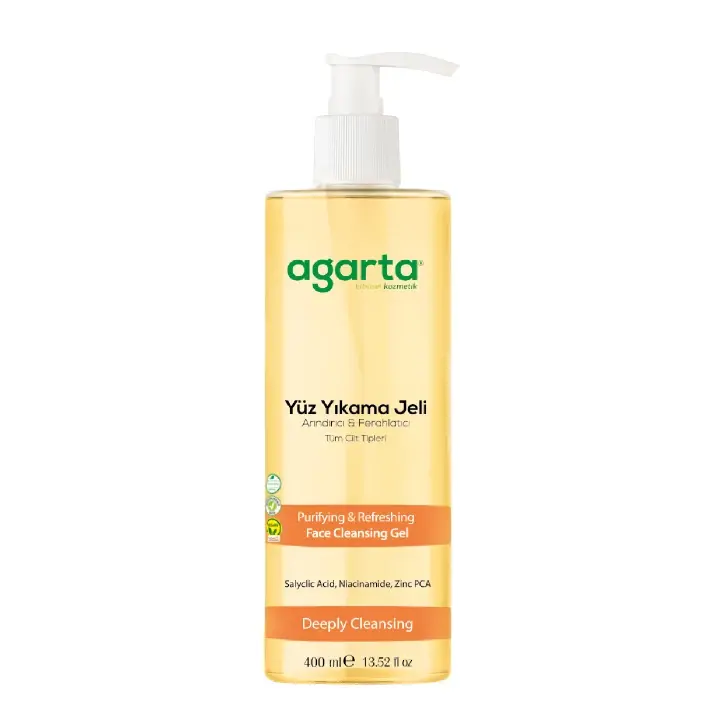 agarta®
kozmetik
Yüz Yıkama Jeli
Arındırıcı & Ferahlatıcı
Tüm Cilt Tipleri
Purifying & Refreshing
Face Cleansing Gel
Salyclic Acid, Niacinamide, Zinc PCA
Deeply Cleansing
400 ml℮ 13.52 fl oz